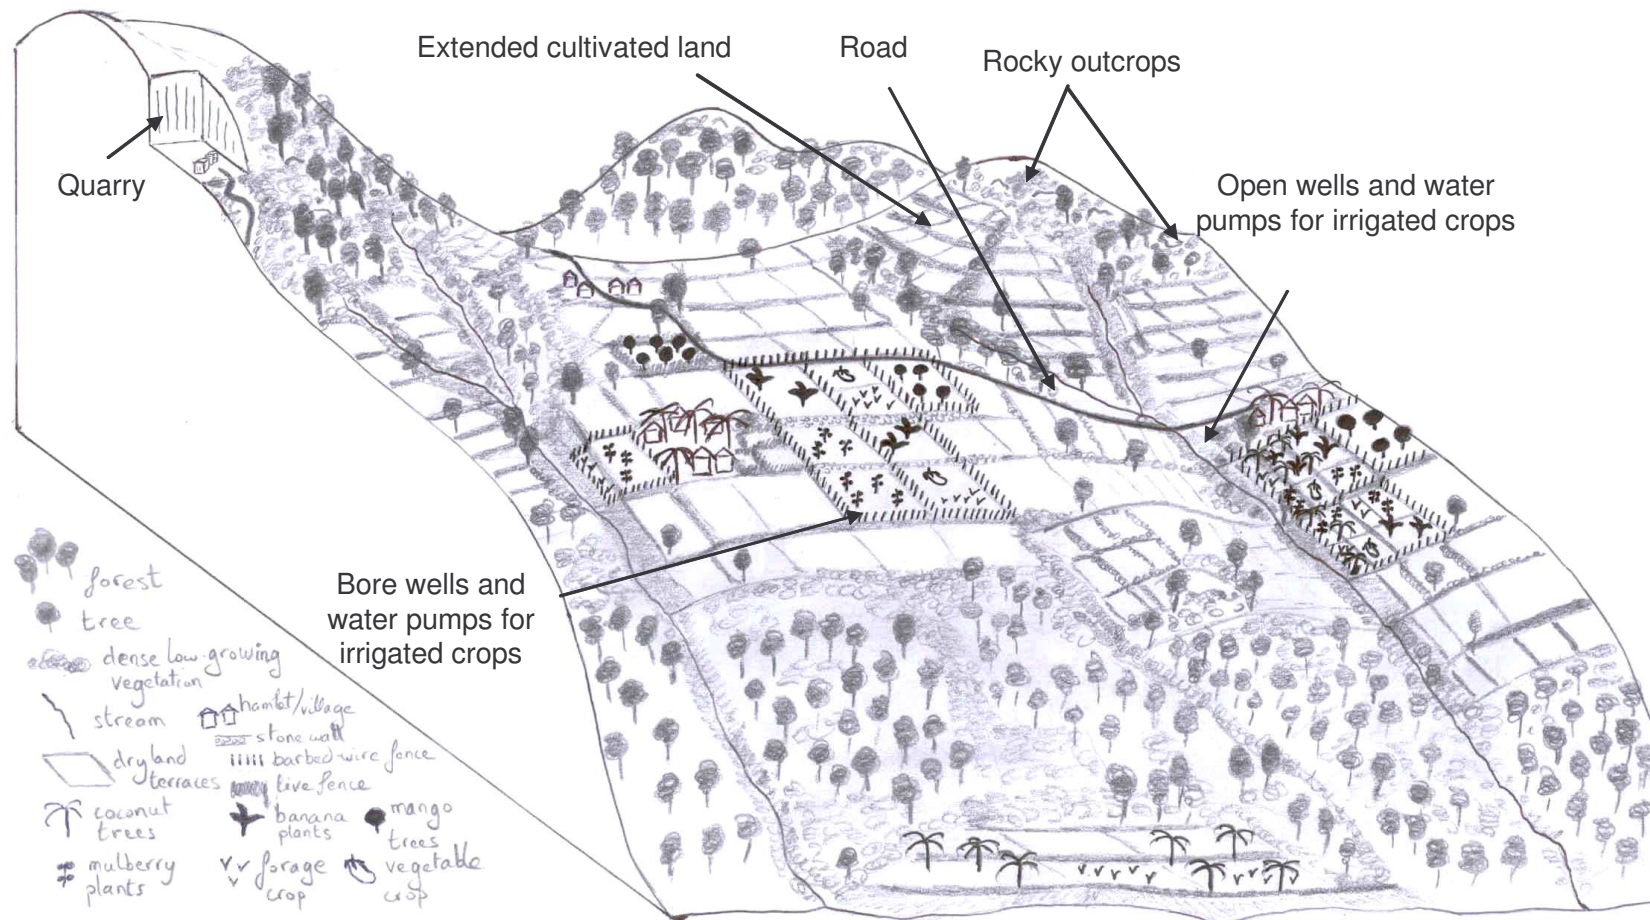 Extended cultivated land
Road
Rocky outcrops
Quarry
Open wells and water
pumps for irrigated crops
Bore wells and
water pumps for
irrigated crops
forest
tree
dense low-growing
vegetation
stream
hamlet/village
stone wall
dryland
terraces
barbed-wire fence
live fence
coconut
trees
banana
plants
mango
trees
mulberry
plants
forage
crop
vegetable
crop